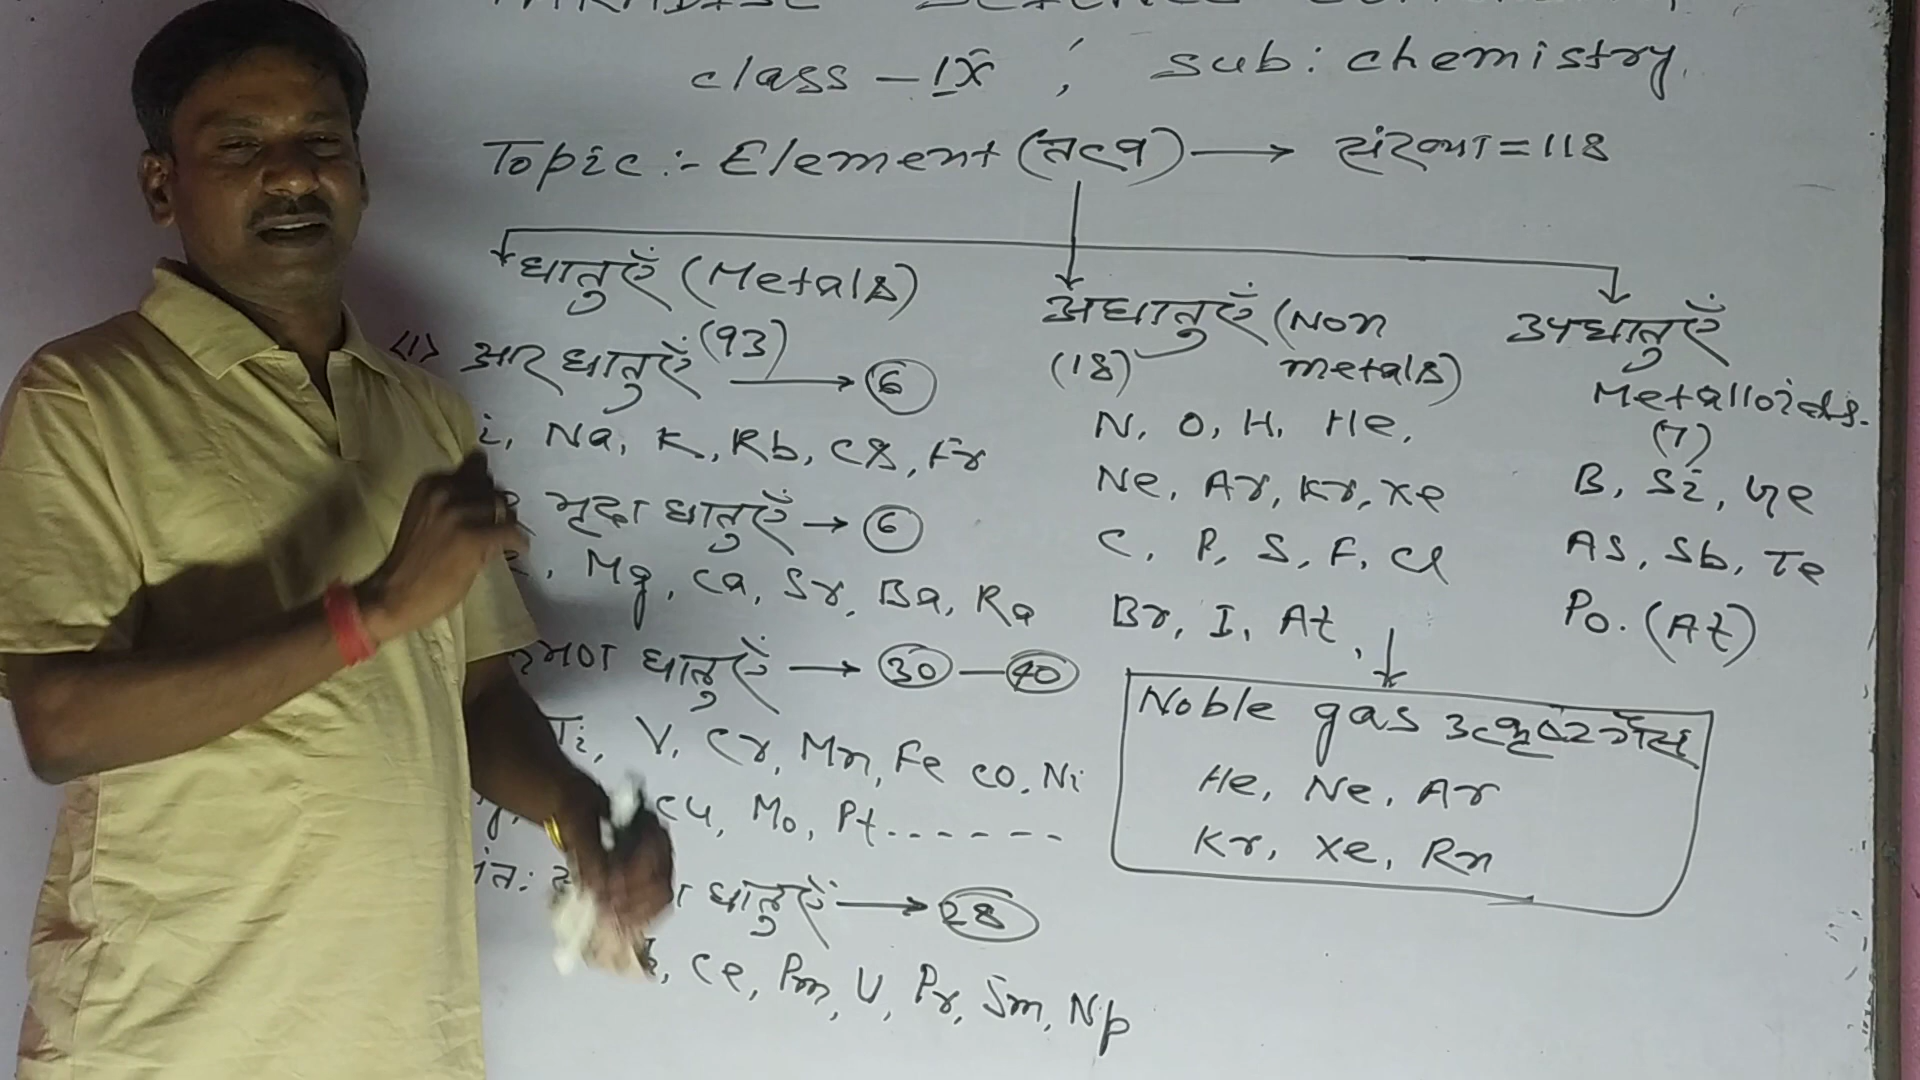 class - IX , sub: chemistry.
Topic :- Element (तत्व) → संख्या = 118
धातुएँ (Metals) (93)
<1> क्षार धातुएँ → 6
Na, K, Rb, Cs, Fr
मृदा धातुएँ → 6
Mg, Ca, Sr, Ba, Ra
धातुएँ → 30 - 40
Ti, V, Cr, Mn, Fe Co, Ni
Cu, Mo, Pt ------
धातुएँ → 28
Ce, Pm, U, Pr, Sm, Np
अधातुएँ (Non metals) (18)
N, O, H, He,
Ne, Ar, Kr, Xe
C, P, S, F, Cl
Br, I, At,
Noble gas उत्कृष्ट गैस
He, Ne, Ar
Kr, Xe, Rn
उपधातुएँ
Metalloids.
(7)
B, Si, Ge
As, Sb, Te
Po. (At)